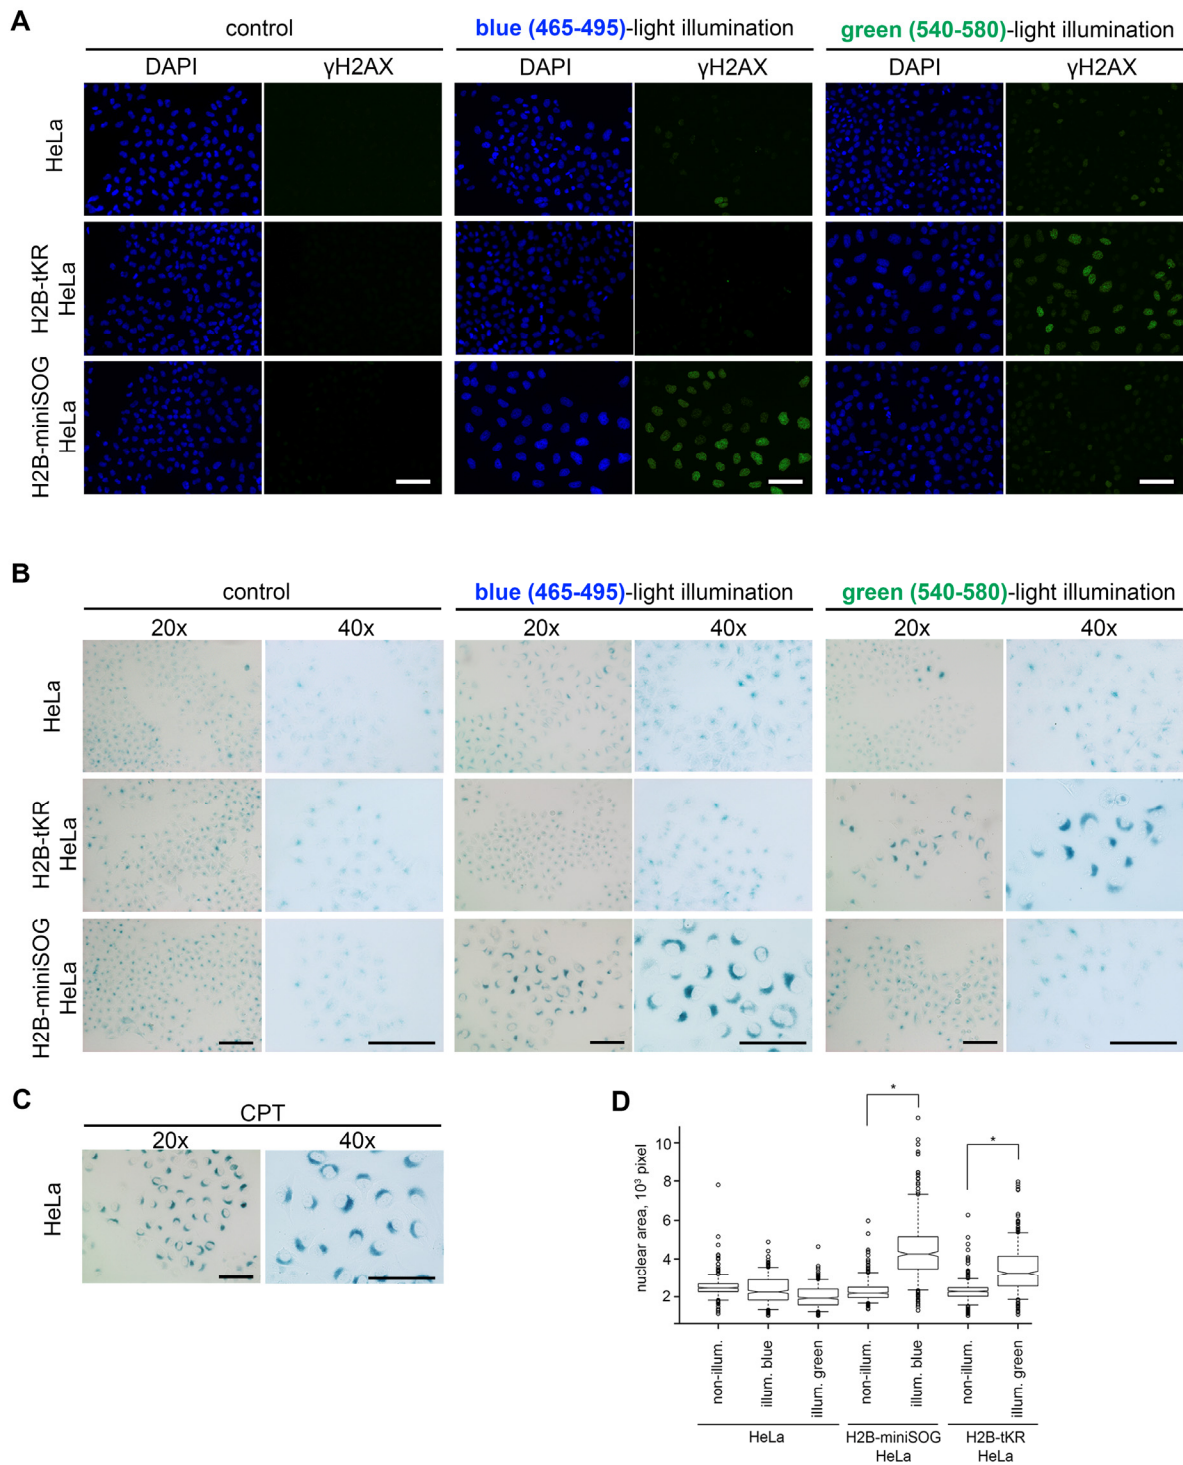 A
control
blue (465-495)-light illumination
green (540-580)-light illumination
DAPI
γH2AX
DAPI
γH2AX
DAPI
γH2AX
HeLa
H2B-tKR
HeLa
H2B-miniSOG
HeLa
B
control
blue (465-495)-light illumination
green (540-580)-light illumination
20x
40x
20x
40x
20x
40x
HeLa
H2B-tKR
HeLa
H2B-miniSOG
HeLa
C
CPT
20x
40x
HeLa
D
*
*
nuclear area, 10³ pixel
10
8
6
4
2
non-illum.
illum. blue
illum. green
non-illum.
illum. blue
non-illum.
illum. green
HeLa
H2B-miniSOG
HeLa
H2B-tKR
HeLa